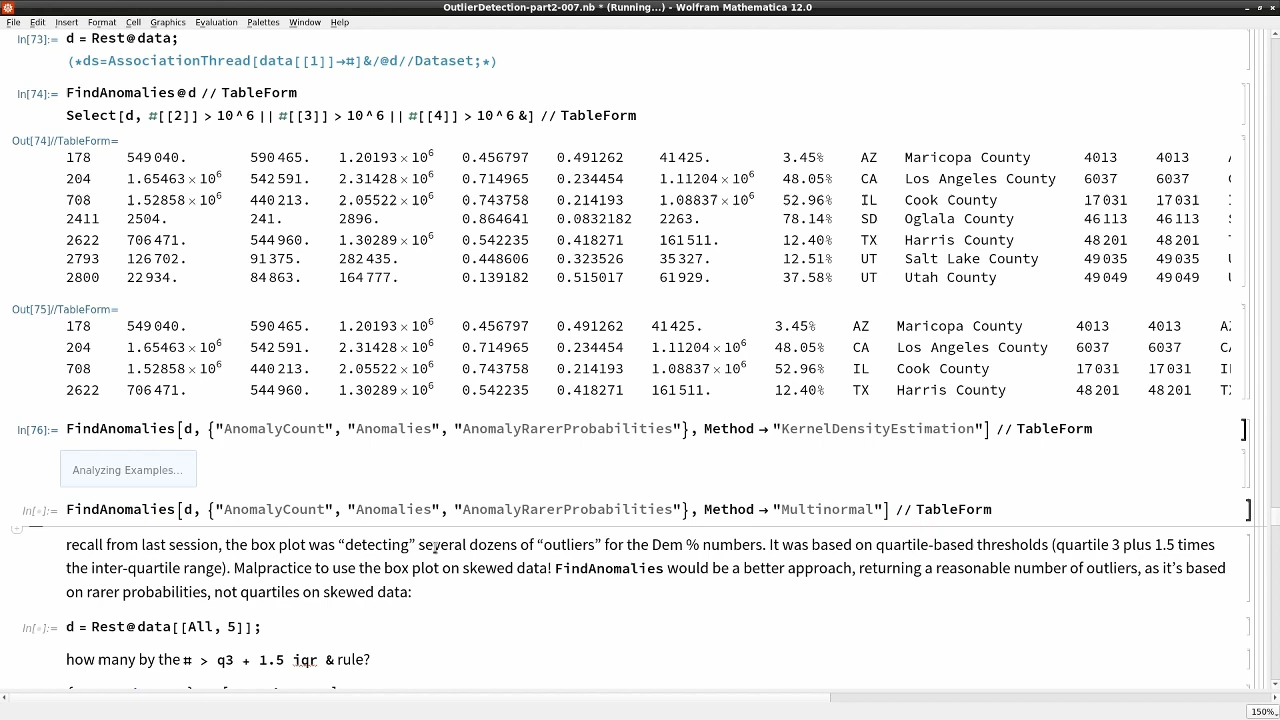 OutlierDetection-part2-007.nb * (Running...) - Wolfram Mathematica 12.0
File Edit Insert Format Cell Graphics Evaluation Palettes Window Help
In[73]:= d = Rest@data;
(*ds=AssociationThread[data[[1]]→#]&/@d//Dataset;*)
In[74]:= FindAnomalies@d // TableForm
Select[d, #[[2]] > 10^6 || #[[3]] > 10^6 || #[[4]] > 10^6 &] // TableForm
Out[74]//TableForm=
178 549040. 590465. 1.20193×10^6 0.456797 0.491262 41425. 3.45% AZ Maricopa County 4013 4013
204 1.65463×10^6 542591. 2.31428×10^6 0.714965 0.234454 1.11204×10^6 48.05% CA Los Angeles County 6037 6037
708 1.52858×10^6 440213. 2.05522×10^6 0.743758 0.214193 1.08837×10^6 52.96% IL Cook County 17031 17031
2411 2504. 241. 2896. 0.864641 0.0832182 2263. 78.14% SD Oglala County 46113 46113
2622 706471. 544960. 1.30289×10^6 0.542235 0.418271 161511. 12.40% TX Harris County 48201 48201
2793 126702. 91375. 282435. 0.448606 0.323526 35327. 12.51% UT Salt Lake County 49035 49035
2800 22934. 84863. 164777. 0.139182 0.515017 61929. 37.58% UT Utah County 49049 49049
Out[75]//TableForm=
178 549040. 590465. 1.20193×10^6 0.456797 0.491262 41425. 3.45% AZ Maricopa County 4013 4013
204 1.65463×10^6 542591. 2.31428×10^6 0.714965 0.234454 1.11204×10^6 48.05% CA Los Angeles County 6037 6037
708 1.52858×10^6 440213. 2.05522×10^6 0.743758 0.214193 1.08837×10^6 52.96% IL Cook County 17031 17031
2622 706471. 544960. 1.30289×10^6 0.542235 0.418271 161511. 12.40% TX Harris County 48201 48201
In[76]:= FindAnomalies[d, {"AnomalyCount", "Anomalies", "AnomalyRarerProbabilities"}, Method → "KernelDensityEstimation"] // TableForm
Analyzing Examples...
In[•]:= FindAnomalies[d, {"AnomalyCount", "Anomalies", "AnomalyRarerProbabilities"}, Method → "Multinormal"] // TableForm
recall from last session, the box plot was “detecting” several dozens of “outliers” for the Dem % numbers. It was based on quartile-based thresholds (quartile 3 plus 1.5 times
the inter-quartile range). Malpractice to use the box plot on skewed data! FindAnomalies would be a better approach, returning a reasonable number of outliers, as it's based
on rarer probabilities, not quartiles on skewed data:
In[•]:= d = Rest@data[[All, 5]];
how many by the # > q3 + 1.5 iqr & rule?
150%